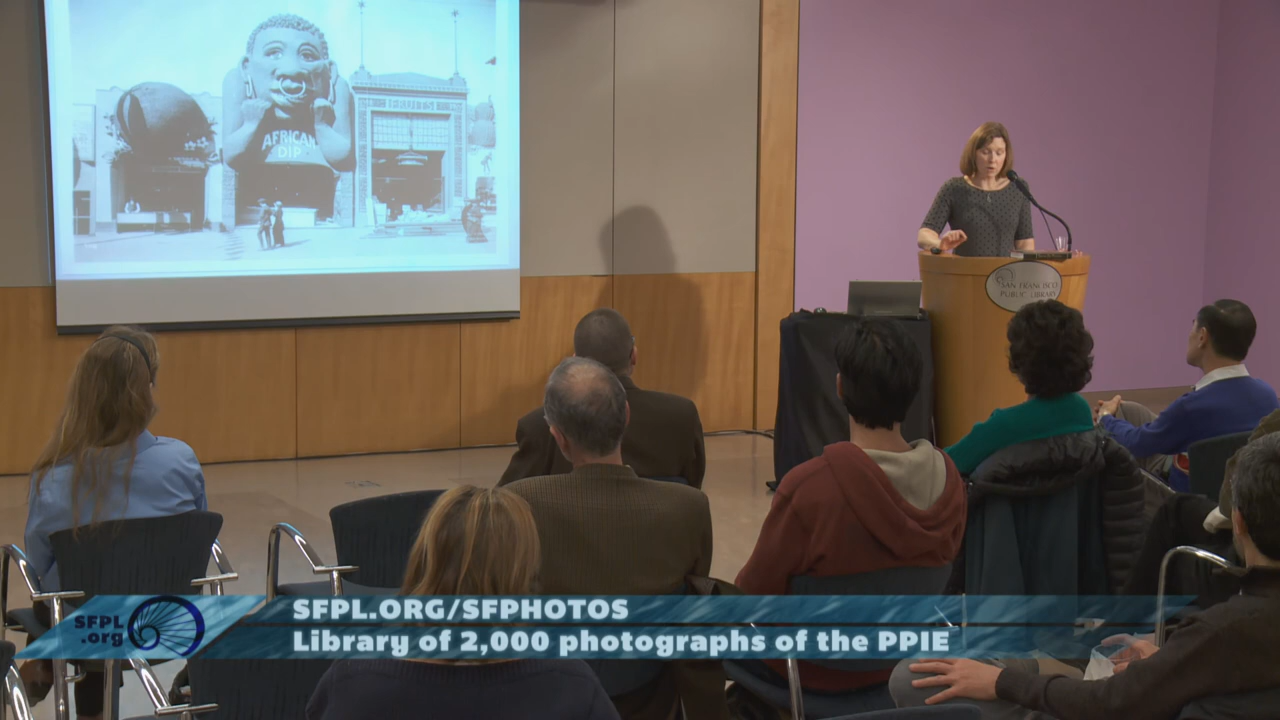 AFRICAN
DIP
SAN FRANCISCO
PUBLIC LIBRARY
SFPL
.org
SFPL.ORG/SFPHOTOS
Library of 2,000 photographs of the PPIE